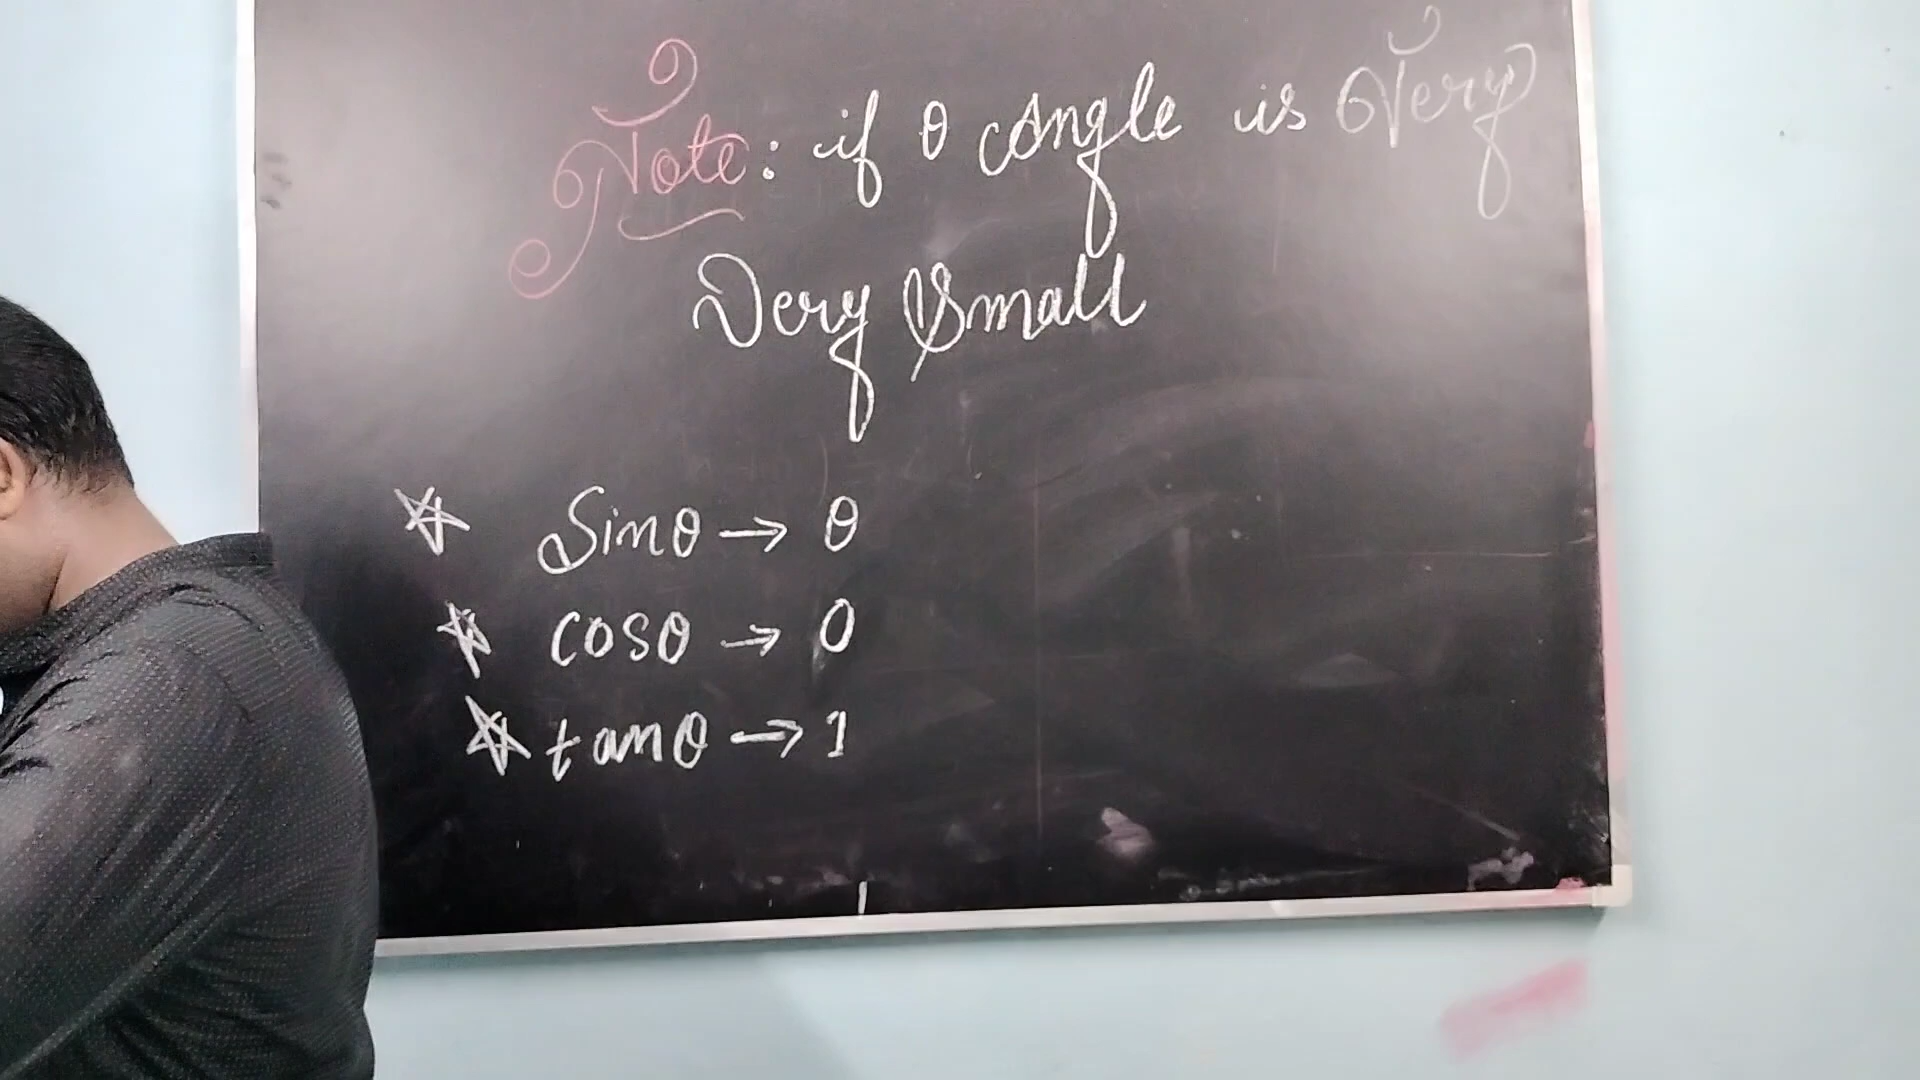 Note: if θ Angle is Very
Very Small
Sinθ → θ
cosθ → 0
tanθ → 1